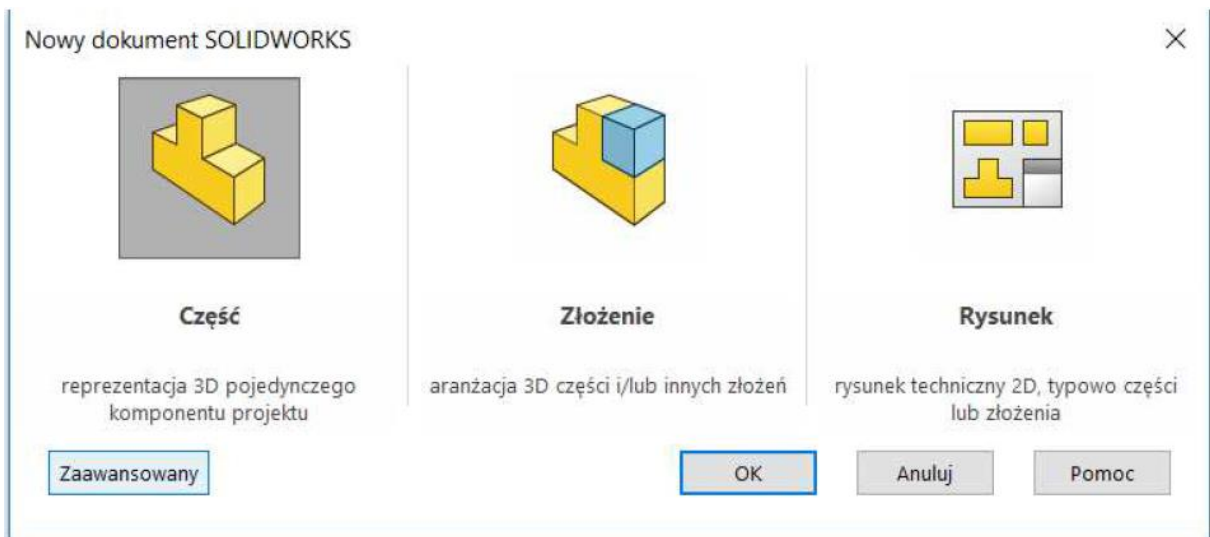 Nowy dokument SOLIDWORKS
Część
reprezentacja 3D pojedynczego
komponentu projektu
Złożenie
aranżacja 3D części i/lub innych złożeń
Rysunek
rysunek techniczny 2D, typowo części
lub złożenia
Zaawansowany
OK
Anuluj
Pomoc